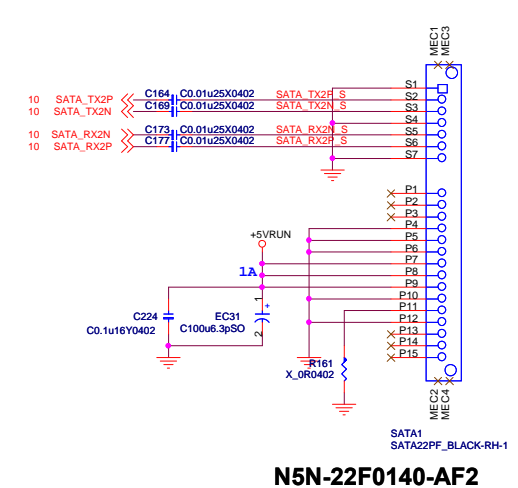 MEC1
MEC3
C164 C0.01u25X0402 SATA_TX2P_S S1
10 SATA_TX2P S2
C169 C0.01u25X0402 SATA_TX2N_S S3
10 SATA_TX2N S4
C173 C0.01u25X0402 SATA_RX2N_S S5
10 SATA_RX2N S6
C177 C0.01u25X0402 SATA_RX2P_S S7
10 SATA_RX2P
P1
P2
P3
P4
+5VRUN P5
P6
P7
1A P8
P9
1 + P10
P11
C224 EC31 P12
C0.1u16Y0402 C100u6.3pSO P13
2 P14
P15
R161
X_0R0402
MEC2
MEC4
SATA1
SATA22PF_BLACK-RH-1
N5N-22F0140-AF2